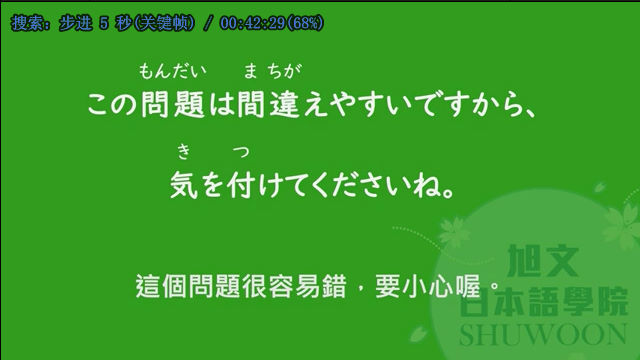 搜索: 步进 5 秒(关键帧) / 00:42:29(68%)
もんだい ま ちが
この問題は間違えやすいですから、
き つ
気を付けてくださいね。
這個問題很容易錯，要小心喔。
旭文
日本語學院
SHUWOON